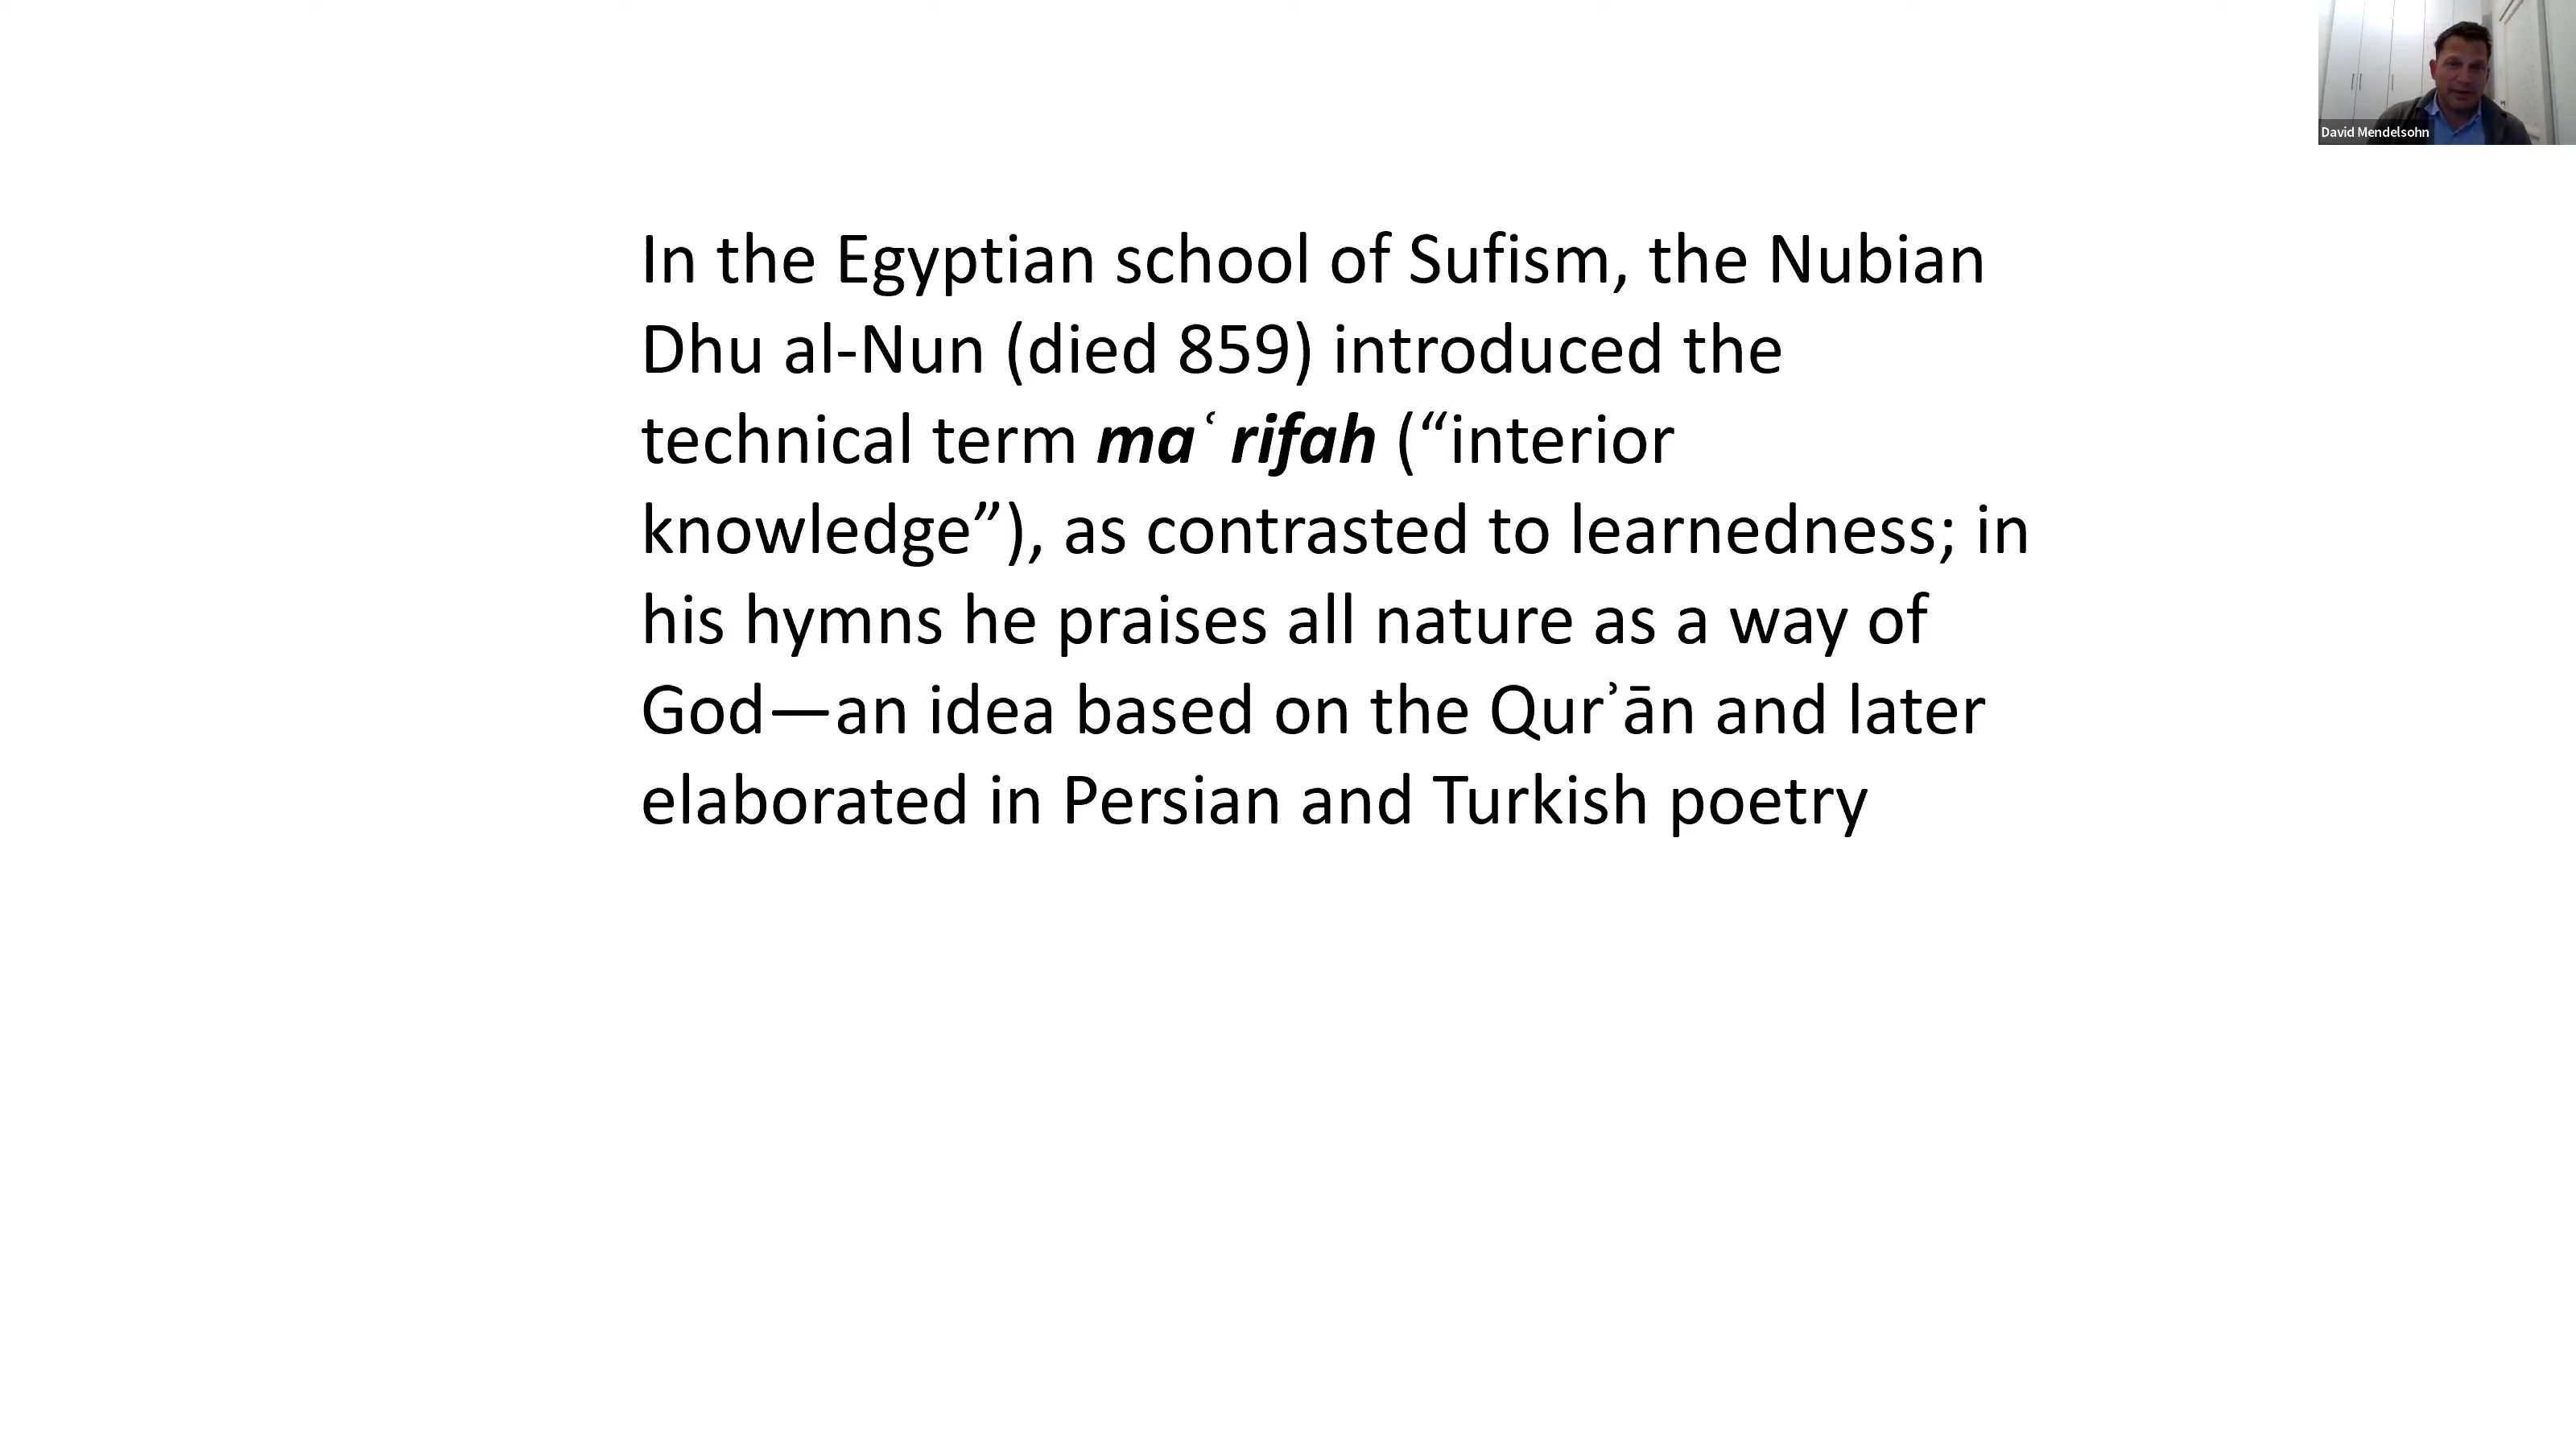 David Mendelsohn
In the Egyptian school of Sufism, the Nubian
Dhu al-Nun (died 859) introduced the
technical term maʿrifah (“interior
knowledge”), as contrasted to learnedness; in
his hymns he praises all nature as a way of
God—an idea based on the Qurʾān and later
elaborated in Persian and Turkish poetry